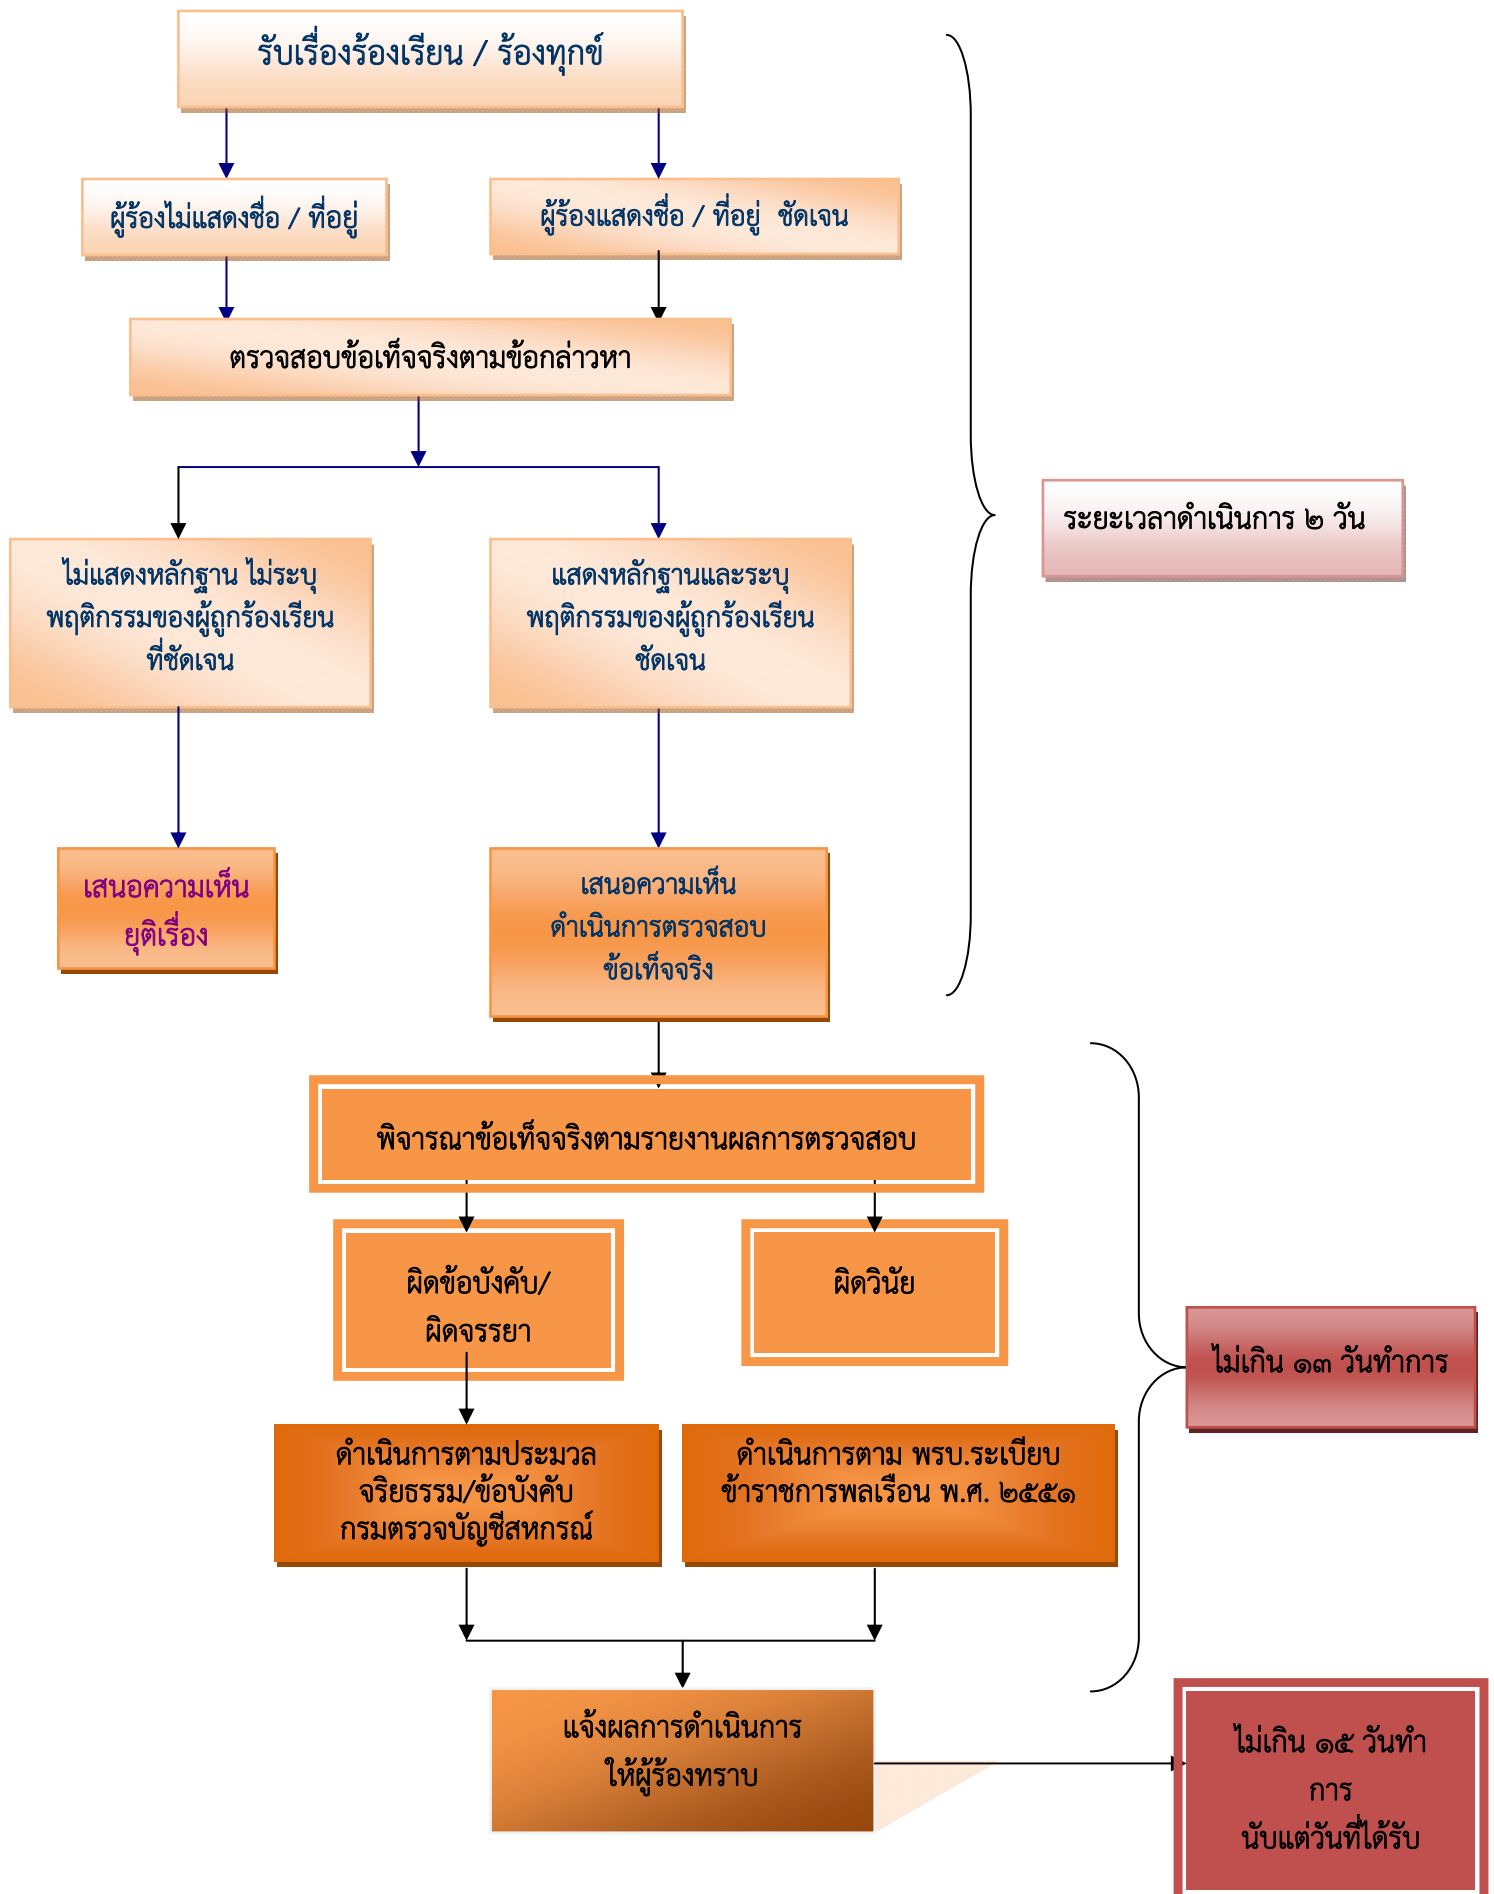 รับเรื่องร้องเรียน / ร้องทุกข์
ผู้ร้องไม่แสดงชื่อ / ที่อยู่
ผู้ร้องแสดงชื่อ / ที่อยู่ ชัดเจน
ตรวจสอบข้อเท็จจริงตามข้อกล่าวหา
ระยะเวลาดำเนินการ ๒ วัน
ไม่แสดงหลักฐาน ไม่ระบุ
พฤติกรรมของผู้ถูกร้องเรียน
ที่ชัดเจน
แสดงหลักฐานและระบุ
พฤติกรรมของผู้ถูกร้องเรียน
ชัดเจน
เสนอความเห็น
ยุติเรื่อง
เสนอความเห็น
ดำเนินการตรวจสอบ
ข้อเท็จจริง
พิจารณาข้อเท็จจริงตามรายงานผลการตรวจสอบ
ผิดข้อบังคับ/
ผิดจรรยา
ผิดวินัย
ไม่เกิน ๑๓ วันทำการ
ดำเนินการตามประมวล
จริยธรรม/ข้อบังคับ
กรมตรวจบัญชีสหกรณ์
ดำเนินการตาม พรบ.ระเบียบ
ข้าราชการพลเรือน พ.ศ. ๒๕๕๑
แจ้งผลการดำเนินการ
ให้ผู้ร้องทราบ
ไม่เกิน ๑๕ วันทำ
การ
นับแต่วันที่ได้รับ